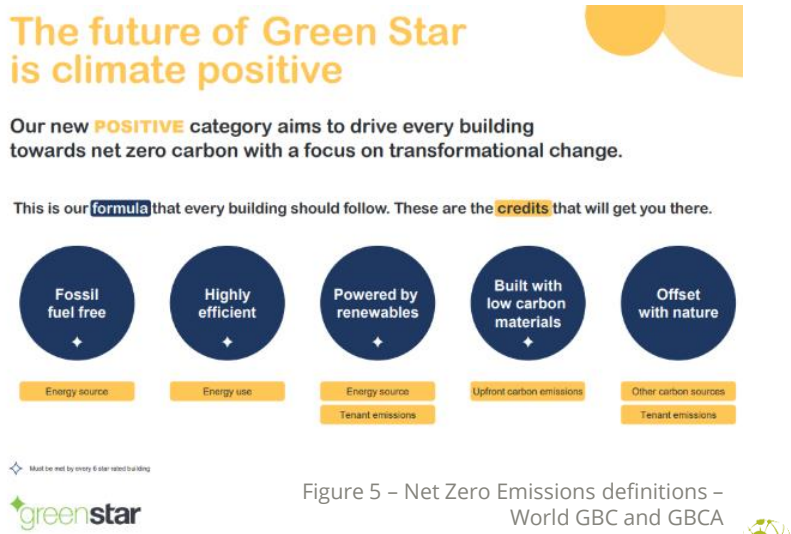 The future of Green Star
is climate positive
Our new POSITIVE category aims to drive every building
towards net zero carbon with a focus on transformational change.
This is our formula that every building should follow. These are the credits that will get you there.
Fossil
fuel free
Highly
efficient
Powered by
renewables
Built with
low carbon
materials
Offset
with nature
Energy source
Energy use
Energy source
Upfront carbon emissions
Other carbon sources
Tenant emissions
Tenant emissions
Must be met by every 6 star rated building
greenstar
Figure 5 – Net Zero Emissions definitions –
World GBC and GBCA